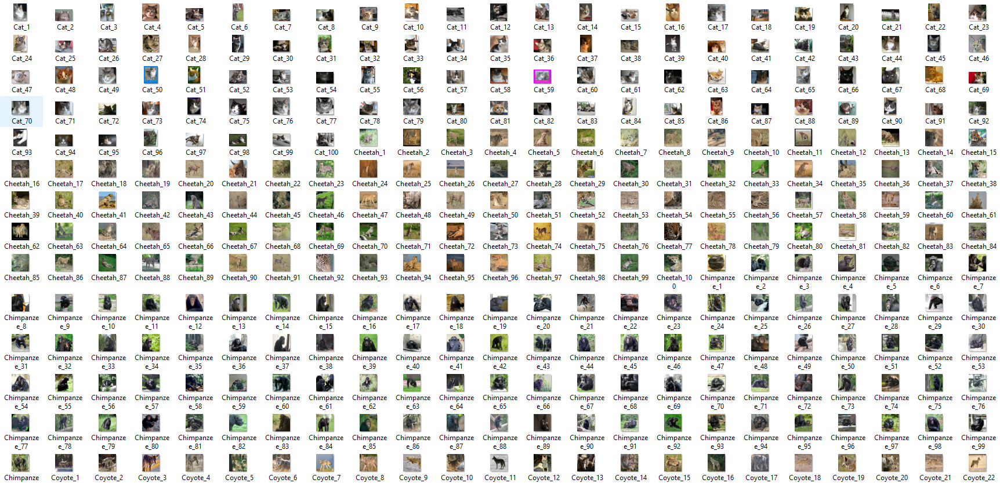 Cat_1 Cat_2 Cat_3 Cat_4 Cat_5 Cat_6 Cat_7 Cat_8 Cat_9 Cat_10 Cat_11 Cat_12 Cat_13 Cat_14 Cat_15 Cat_16 Cat_17 Cat_18 Cat_19 Cat_20 Cat_21 Cat_22 Cat_23
Cat_24 Cat_25 Cat_26 Cat_27 Cat_28 Cat_29 Cat_30 Cat_31 Cat_32 Cat_33 Cat_34 Cat_35 Cat_36 Cat_37 Cat_38 Cat_39 Cat_40 Cat_41 Cat_42 Cat_43 Cat_44 Cat_45 Cat_46
Cat_47 Cat_48 Cat_49 Cat_50 Cat_51 Cat_52 Cat_53 Cat_54 Cat_55 Cat_56 Cat_57 Cat_58 Cat_59 Cat_60 Cat_61 Cat_62 Cat_63 Cat_64 Cat_65 Cat_66 Cat_67 Cat_68 Cat_69
Cat_70 Cat_71 Cat_72 Cat_73 Cat_74 Cat_75 Cat_76 Cat_77 Cat_78 Cat_79 Cat_80 Cat_81 Cat_82 Cat_83 Cat_84 Cat_85 Cat_86 Cat_87 Cat_88 Cat_89 Cat_90 Cat_91 Cat_92
Cat_93 Cat_94 Cat_95 Cat_96 Cat_97 Cat_98 Cat_99 Cat_100 Cheetah_1 Cheetah_2 Cheetah_3 Cheetah_4 Cheetah_5 Cheetah_6 Cheetah_7 Cheetah_8 Cheetah_9 Cheetah_10 Cheetah_11 Cheetah_12 Cheetah_13 Cheetah_14 Cheetah_15
Cheetah_16 Cheetah_17 Cheetah_18 Cheetah_19 Cheetah_20 Cheetah_21 Cheetah_22 Cheetah_23 Cheetah_24 Cheetah_25 Cheetah_26 Cheetah_27 Cheetah_28 Cheetah_29 Cheetah_30 Cheetah_31 Cheetah_32 Cheetah_33 Cheetah_34 Cheetah_35 Cheetah_36 Cheetah_37 Cheetah_38
Cheetah_39 Cheetah_40 Cheetah_41 Cheetah_42 Cheetah_43 Cheetah_44 Cheetah_45 Cheetah_46 Cheetah_47 Cheetah_48 Cheetah_49 Cheetah_50 Cheetah_51 Cheetah_52 Cheetah_53 Cheetah_54 Cheetah_55 Cheetah_56 Cheetah_57 Cheetah_58 Cheetah_59 Cheetah_60 Cheetah_61
Cheetah_62 Cheetah_63 Cheetah_64 Cheetah_65 Cheetah_66 Cheetah_67 Cheetah_68 Cheetah_69 Cheetah_70 Cheetah_71 Cheetah_72 Cheetah_73 Cheetah_74 Cheetah_75 Cheetah_76 Cheetah_77 Cheetah_78 Cheetah_79 Cheetah_80 Cheetah_81 Cheetah_82 Cheetah_83 Cheetah_84
Cheetah_85 Cheetah_86 Cheetah_87 Cheetah_88 Cheetah_89 Cheetah_90 Cheetah_91 Cheetah_92 Cheetah_93 Cheetah_94 Cheetah_95 Cheetah_96 Cheetah_97 Cheetah_98 Cheetah_99 Cheetah_10 Chimpanze Chimpanze Chimpanze Chimpanze Chimpanze Chimpanze Chimpanze
0 e_1 e_2 e_3 e_4 e_5 e_6 e_7
Chimpanze Chimpanze Chimpanze Chimpanze Chimpanze Chimpanze Chimpanze Chimpanze Chimpanze Chimpanze Chimpanze Chimpanze Chimpanze Chimpanze Chimpanze Chimpanze Chimpanze Chimpanze Chimpanze Chimpanze Chimpanze Chimpanze Chimpanze
e_8 e_9 e_10 e_11 e_12 e_13 e_14 e_15 e_16 e_17 e_18 e_19 e_20 e_21 e_22 e_23 e_24 e_25 e_26 e_27 e_28 e_29 e_30
Chimpanze Chimpanze Chimpanze Chimpanze Chimpanze Chimpanze Chimpanze Chimpanze Chimpanze Chimpanze Chimpanze Chimpanze Chimpanze Chimpanze Chimpanze Chimpanze Chimpanze Chimpanze Chimpanze Chimpanze Chimpanze Chimpanze Chimpanze
e_31 e_32 e_33 e_34 e_35 e_36 e_37 e_38 e_39 e_40 e_41 e_42 e_43 e_44 e_45 e_46 e_47 e_48 e_49 e_50 e_51 e_52 e_53
Chimpanze Chimpanze Chimpanze Chimpanze Chimpanze Chimpanze Chimpanze Chimpanze Chimpanze Chimpanze Chimpanze Chimpanze Chimpanze Chimpanze Chimpanze Chimpanze Chimpanze Chimpanze Chimpanze Chimpanze Chimpanze Chimpanze Chimpanze
e_54 e_55 e_56 e_57 e_58 e_59 e_60 e_61 e_62 e_63 e_64 e_65 e_66 e_67 e_68 e_69 e_70 e_71 e_72 e_73 e_74 e_75 e_76
Chimpanze Chimpanze Chimpanze Chimpanze Chimpanze Chimpanze Chimpanze Chimpanze Chimpanze Chimpanze Chimpanze Chimpanze Chimpanze Chimpanze Chimpanze Chimpanze Chimpanze Chimpanze Chimpanze Chimpanze Chimpanze Chimpanze Chimpanze
e_77 e_78 e_79 e_80 e_81 e_82 e_83 e_84 e_85 e_86 e_87 e_88 e_89 e_90 e_91 e_92 e_93 e_94 e_95 e_96 e_97 e_98 e_99
Chimpanze Coyote_1 Coyote_2 Coyote_3 Coyote_4 Coyote_5 Coyote_6 Coyote_7 Coyote_8 Coyote_9 Coyote_10 Coyote_11 Coyote_12 Coyote_13 Coyote_14 Coyote_15 Coyote_16 Coyote_17 Coyote_18 Coyote_19 Coyote_20 Coyote_21 Coyote_22